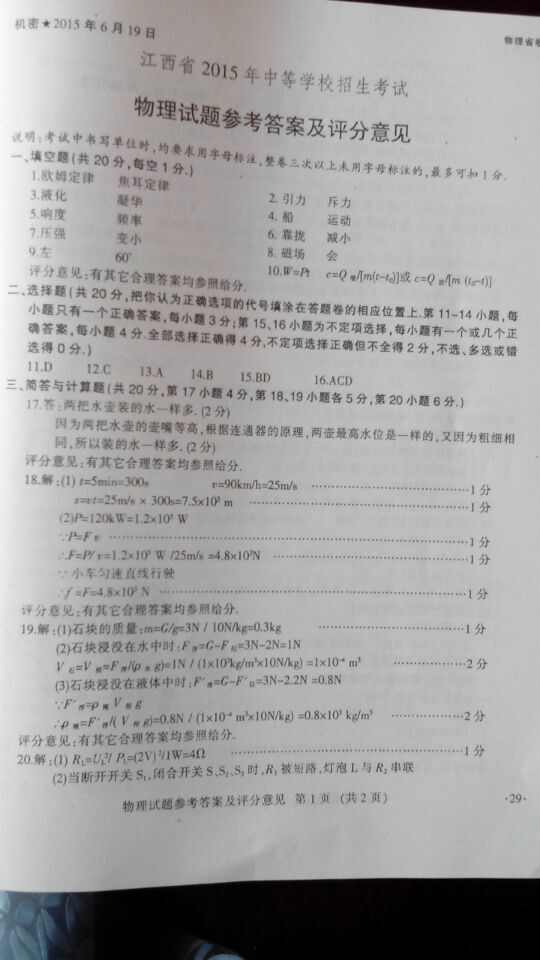 机密★2015年6月19日
物理省卷
江西省2015年中等学校招生考试
物理试题参考答案及评分意见
说明:考试中书写单位时,均要求用字母标注,整卷三次以上未用字母标注的,最多可扣1分.
一、填空题(共20分,每空1分.)
1.欧姆定律 焦耳定律
2.引力 斥力
3.液化 凝华
4.船 运动
5.响度 频率
6.靠拢 减小
7.压强 变小
8.磁场 会
9.左 60°
10.W=Pt c=Q吸/[m(t-t₀)]或c=Q放/[m(t₀-t)]
评分意见:有其它合理答案均参照给分.
二、选择题(共20分,把你认为正确选项的代号填涂在答题卷的相应位置上.第11~14小题,每
小题只有一个正确答案,每小题3分;第15、16小题为不定项选择,每小题有一个或几个正
确答案,每小题4分.全部选择正确得4分,不定项选择正确但不全得2分,不选、多选或错
选得0分.)
11.D 12.C 13.A 14.B 15.BD 16.ACD
三、简答与计算题(共20分,第17小题4分,第18、19小题各5分,第20小题6分.)
17.答:两把水壶装的水一样多.(2分)
因为两把水壶的壶嘴等高,根据连通器的原理,两壶最高水位是一样的,又因为粗细相
同,所以装的水一样多.(2分)
评分意见:有其它合理答案均参照给分.
18.解:(1)t=5min=300s v=90km/h=25m/s ……1分
s=vt=25m/s×300s=7.5×10³m ……1分
(2)P=120kW=1.2×10⁵W
∵P=Fv ……1分
∴F=P/v=1.2×10⁵W/25m/s=4.8×10³N ……1分
∵小车匀速直线行驶
∴f=F=4.8×10³N ……1分
评分意见:有其它合理答案均参照给分.
19.解:(1)石块的质量:m=G/g=3N/10N/kg=0.3kg ……1分
(2)石块浸没在水中时:F浮=G-F拉=3N-2N=1N
V石=V排=F浮/(ρ水g)=1N/(1×10³kg/m³×10N/kg)=1×10⁻⁴m³ ……2分
(3)石块浸没在液体中时:F′浮=G-F′拉=3N-2.2N=0.8N
∵F′浮=ρ液V排g
∴ρ液=F′浮/(V排g)=0.8N/(1×10⁻⁴m³×10N/kg)=0.8×10³kg/m³ ……2分
评分意见:有其它合理答案均参照给分.
20.解:(1)R_L=U_L²/P_L=(2V)²/1W=4Ω ……1分
(2)当断开开关S₁,闭合开关S、S₂、S₃时,R₁被短路,灯泡L与R₂串联
物理试题参考答案及评分意见 第1页 (共2页)
·29·